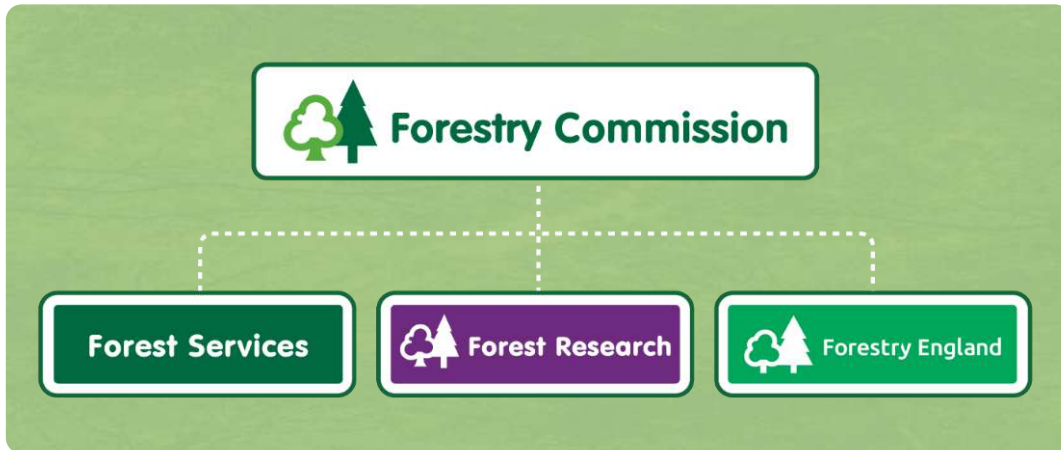 Forestry Commission
Forest Services
Forest Research
Forestry England